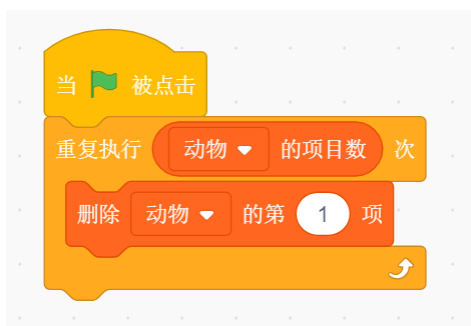 当 被点击
重复执行 动物 的项目数 次
删除 动物 的第 1 项